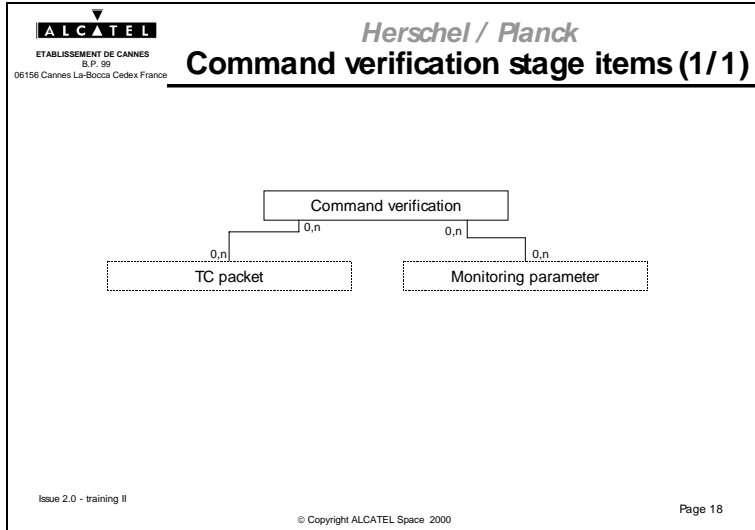 ALCATEL
ETABLISSEMENT DE CANNES
B.P. 99
06156 Cannes La-Bocca Cedex France
Herschel / Planck
Command verification stage items (1/1)
Command verification
0,n
0,n
0,n
0,n
TC packet
Monitoring parameter
Issue 2.0 - training II
© Copyright ALCATEL Space 2000
Page 18